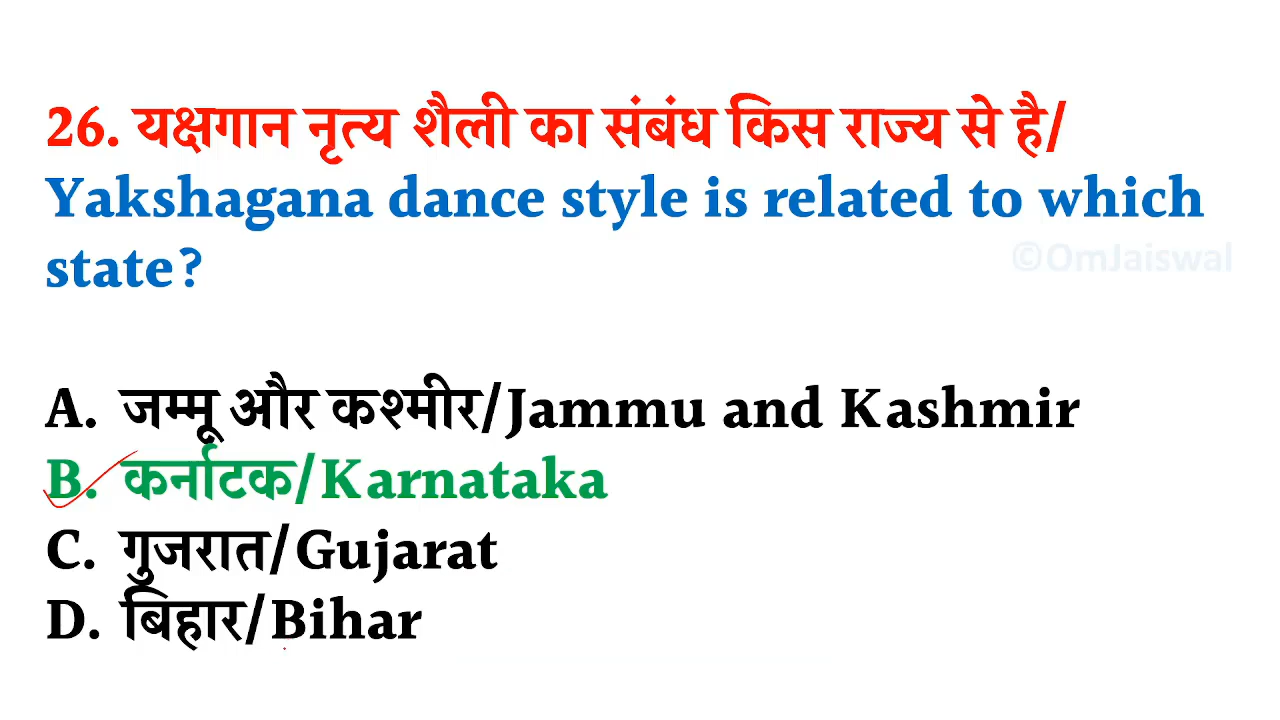 26. यक्षगान नृत्य शैली का संबंध किस राज्य से है/
Yakshagana dance style is related to which
state?
©OmJaiswal
A. जम्मू और कश्मीर/Jammu and Kashmir
B. कर्नाटक/Karnataka
C. गुजरात/Gujarat
D. बिहार/Bihar